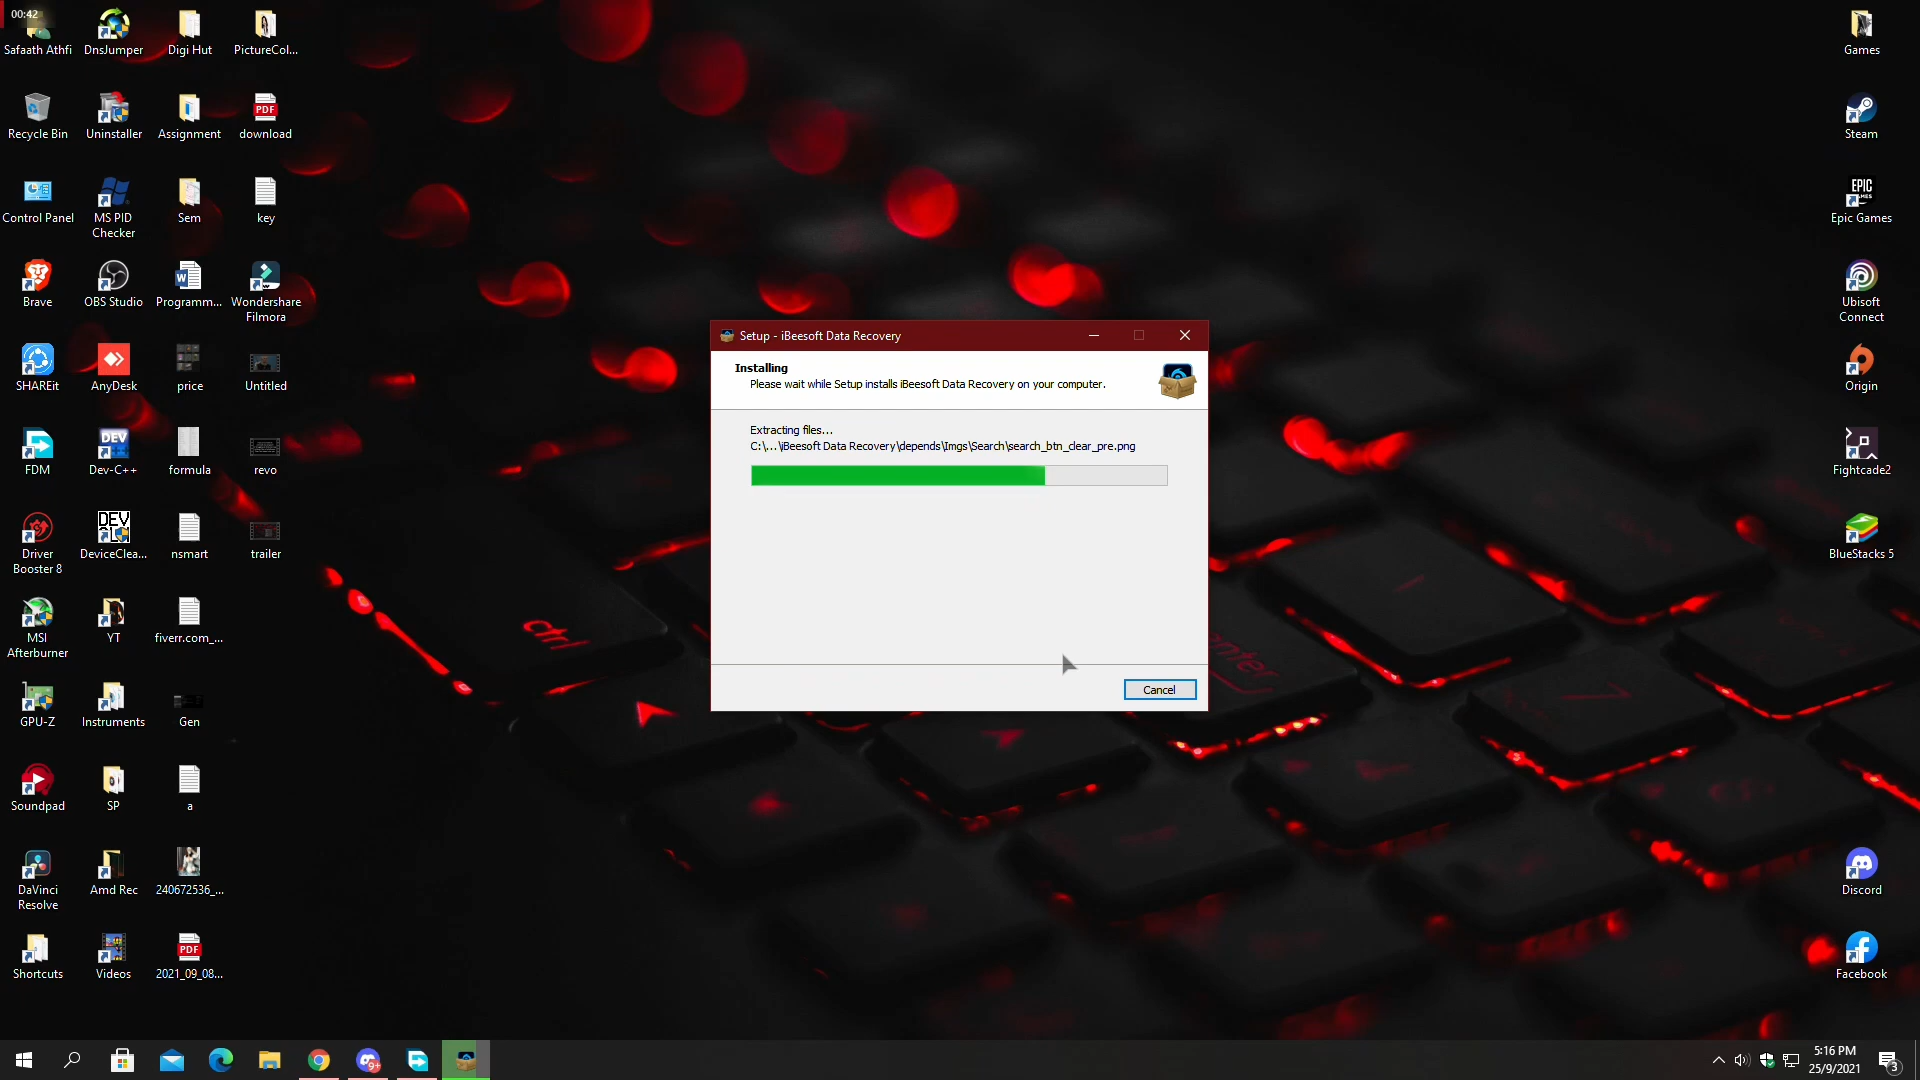 00:42
Safaath Athfi
DnsJumper
Digi Hut
PictureCol...
Games
Recycle Bin
Uninstaller
Assignment
PDF
download
Steam
Control Panel
MS PID
Checker
Sem
key
EPIC
GAMES
Epic Games
Brave
OBS Studio
W
Programm...
Wondershare
Filmora
Ubisoft
Connect
SHAREit
AnyDesk
price
Untitled
Origin
FDM
DEV
Dev-C++
formula
revo
Fightcade2
Driver
Booster 8
DeviceClea...
nsmart
trailer
BlueStacks 5
MSI
Afterburner
YT
fiverr.com_...
GPU-Z
Instruments
Gen
Soundpad
SP
a
DaVinci
Resolve
Amd Rec
240672536_...
Discord
Shortcuts
Videos
PDF
2021_09_08...
Facebook
Setup - iBeesoft Data Recovery
Installing
Please wait while Setup installs iBeesoft Data Recovery on your computer.
Extracting files...
C:\...\iBeesoft Data Recovery\depends\Imgs\Search\search_btn_clear_pre.png
Cancel
ctrl
enter
9+
5:16 PM
25/9/2021
3